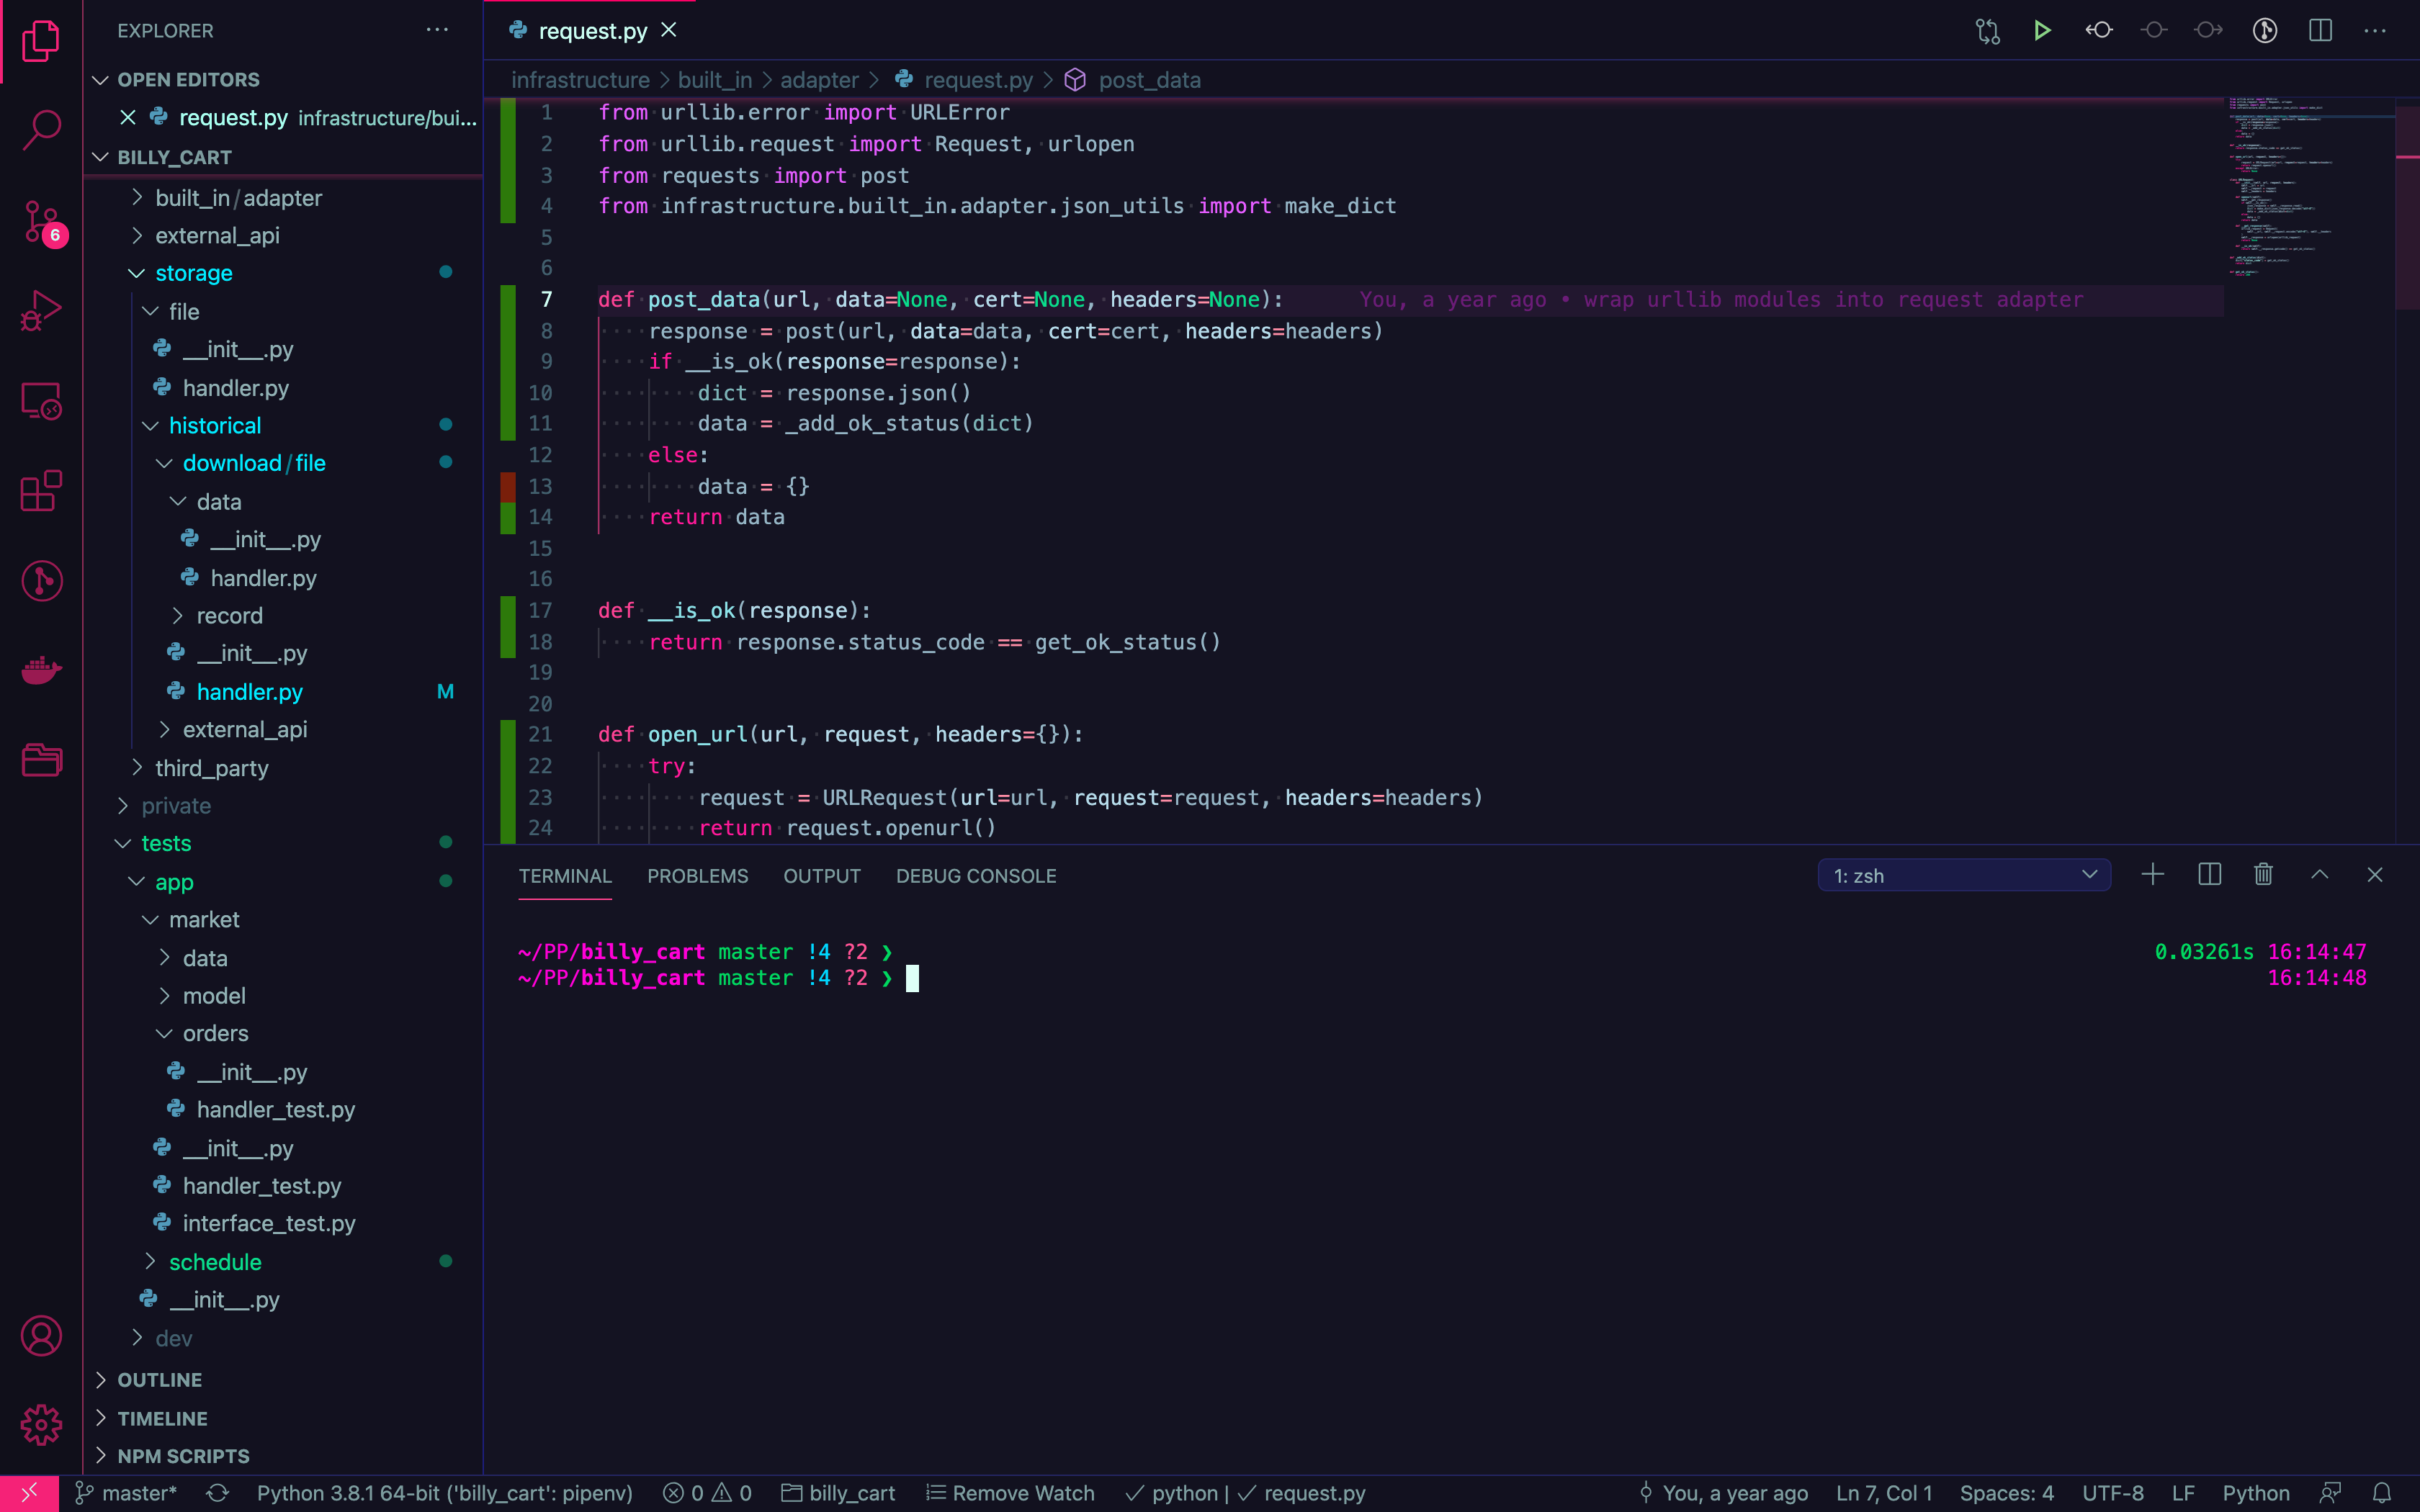 EXPLORER
OPEN EDITORS
request.py infrastructure/bui...
BILLY_CART
built_in/adapter
external_api
storage
file
__init__.py
handler.py
historical
download/file
data
__init__.py
handler.py
record
__init__.py
handler.py M
external_api
third_party
private
tests
app
market
data
model
orders
__init__.py
handler_test.py
__init__.py
handler_test.py
interface_test.py
schedule
__init__.py
dev
OUTLINE
TIMELINE
NPM SCRIPTS
6
request.py
infrastructure > built_in > adapter > request.py > post_data
1 from urllib.error import URLError
2 from urllib.request import Request, urlopen
3 from requests import post
4 from infrastructure.built_in.adapter.json_utils import make_dict
5
6
7 def post_data(url, data=None, cert=None, headers=None): You, a year ago • wrap urllib modules into request adapter
8 response = post(url, data=data, cert=cert, headers=headers)
9 if __is_ok(response=response):
10 dict = response.json()
11 data = _add_ok_status(dict)
12 else:
13 data = {}
14 return data
15
16
17 def __is_ok(response):
18 return response.status_code == get_ok_status()
19
20
21 def open_url(url, request, headers={}):
22 try:
23 request = URLRequest(url=url, request=request, headers=headers)
24 return request.openurl()
TERMINAL PROBLEMS OUTPUT DEBUG CONSOLE 1: zsh
~/PP/billy_cart master !4 ?2 ❯ 0.03261s 16:14:47
~/PP/billy_cart master !4 ?2 ❯ 16:14:48
master* Python 3.8.1 64-bit ('billy_cart': pipenv) 0 0 billy_cart Remove Watch ✓ python | ✓ request.py You, a year ago Ln 7, Col 1 Spaces: 4 UTF-8 LF Python